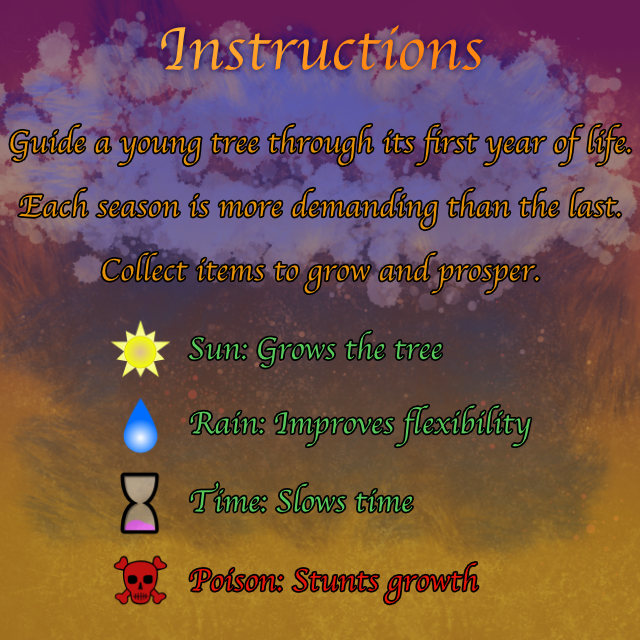 Instructions
Guide a young tree through its first year of life.
Each season is more demanding than the last.
Collect items to grow and prosper.
Sun: Grows the tree
Rain: Improves flexibility
Time: Slows time
Poison: Stunts growth